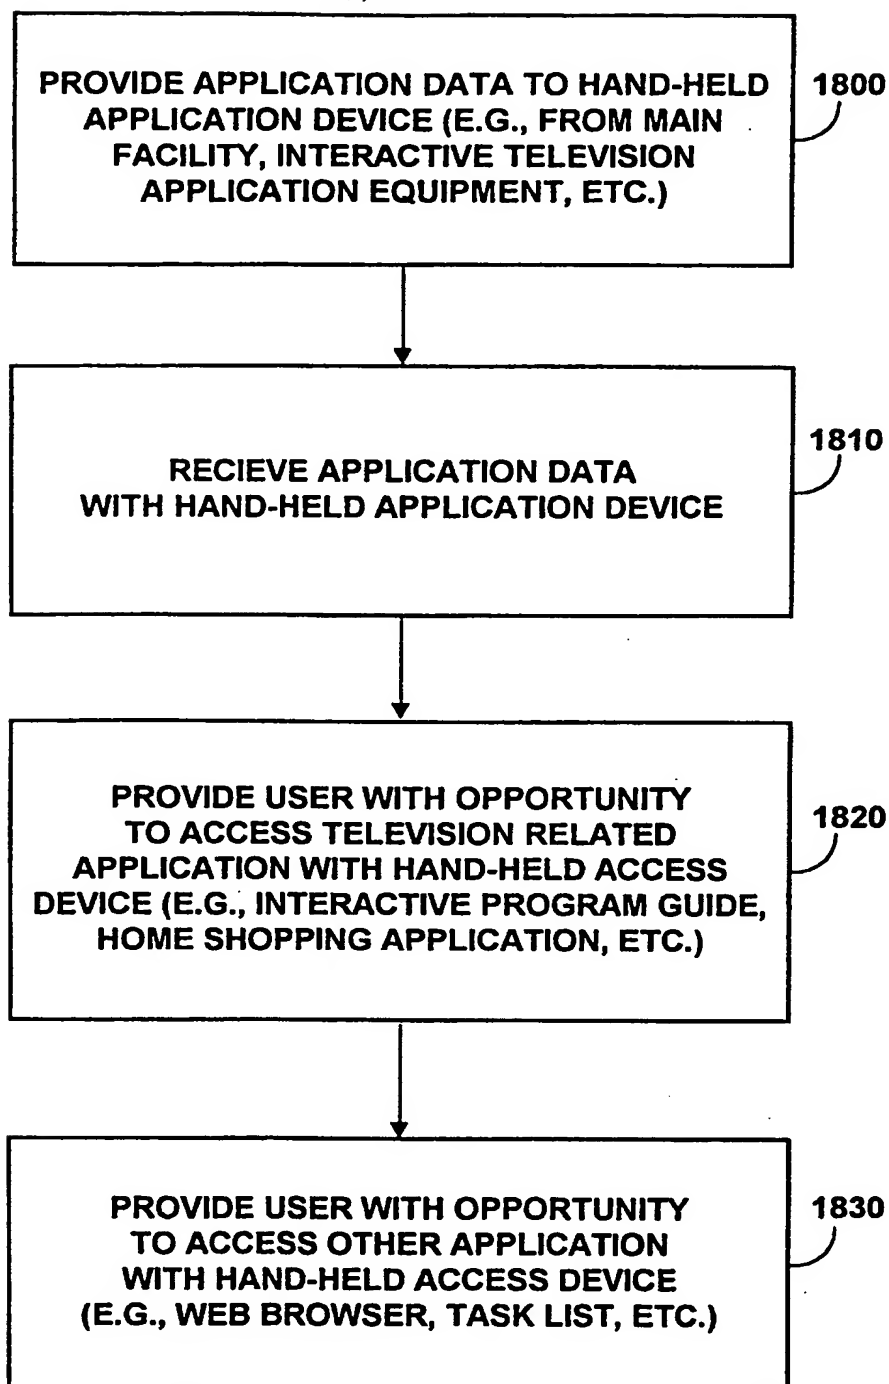 PROVIDE APPLICATION DATA TO HAND-HELD
APPLICATION DEVICE (E.G., FROM MAIN
FACILITY, INTERACTIVE TELEVISION
APPLICATION EQUIPMENT, ETC.)
1800
RECIEVE APPLICATION DATA
WITH HAND-HELD APPLICATION DEVICE
1810
PROVIDE USER WITH OPPORTUNITY
TO ACCESS TELEVISION RELATED
APPLICATION WITH HAND-HELD ACCESS
DEVICE (E.G., INTERACTIVE PROGRAM GUIDE,
HOME SHOPPING APPLICATION, ETC.)
1820
PROVIDE USER WITH OPPORTUNITY
TO ACCESS OTHER APPLICATION
WITH HAND-HELD ACCESS DEVICE
(E.G., WEB BROWSER, TASK LIST, ETC.)
1830